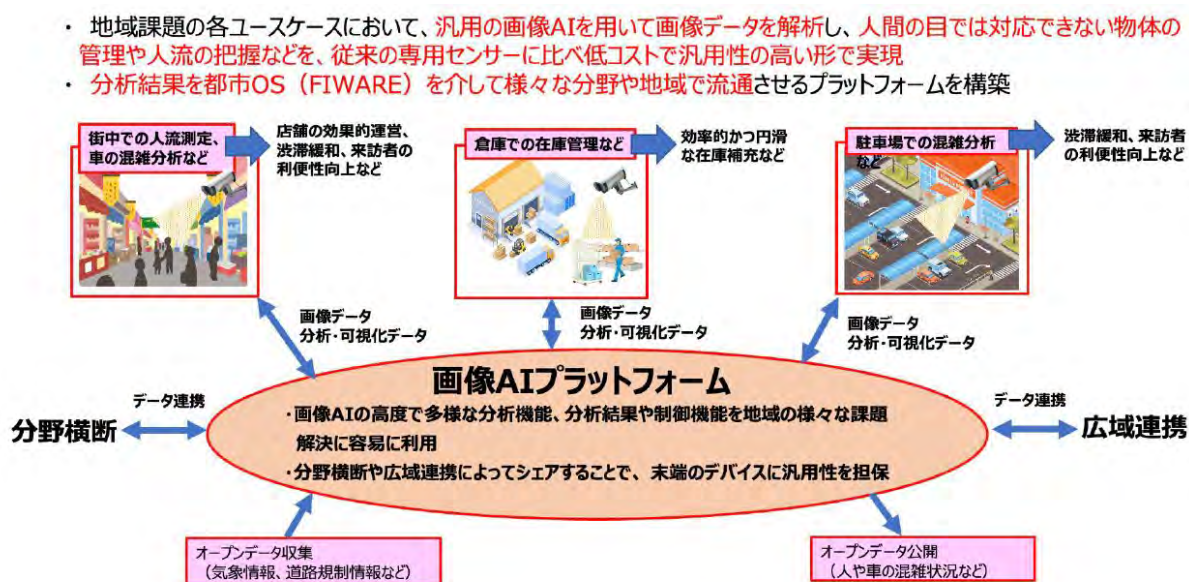 ・ 地域課題の各ユースケースにおいて、汎用の画像AIを用いて画像データを解析し、人間の目では対応できない物体の
管理や人流の把握などを、従来の専用センサーに比べ低コストで汎用性の高い形で実現
・ 分析結果を都市OS（FIWARE）を介して様々な分野や地域で流通させるプラットフォームを構築
街中での人流測定、
車の混雑分析など
店舗の効果的運営、
渋滞緩和、来訪者の
利便性向上など
倉庫での在庫管理など
効率的かつ円滑
な在庫補充など
駐車場での混雑分析
など
渋滞緩和、来訪者
の利便性向上など
画像データ
分析・可視化データ
画像データ
分析・可視化データ
画像データ
分析・可視化データ
画像AIプラットフォーム
・画像AIの高度で多様な分析機能、分析結果や制御機能を地域の様々な課題
解決に容易に利用
・分野横断や広域連携によってシェアすることで、末端のデバイスに汎用性を担保
データ連携
分野横断
データ連携
広域連携
オープンデータ収集
（気象情報、道路規制情報など）
オープンデータ公開
（人や車の混雑状況など）